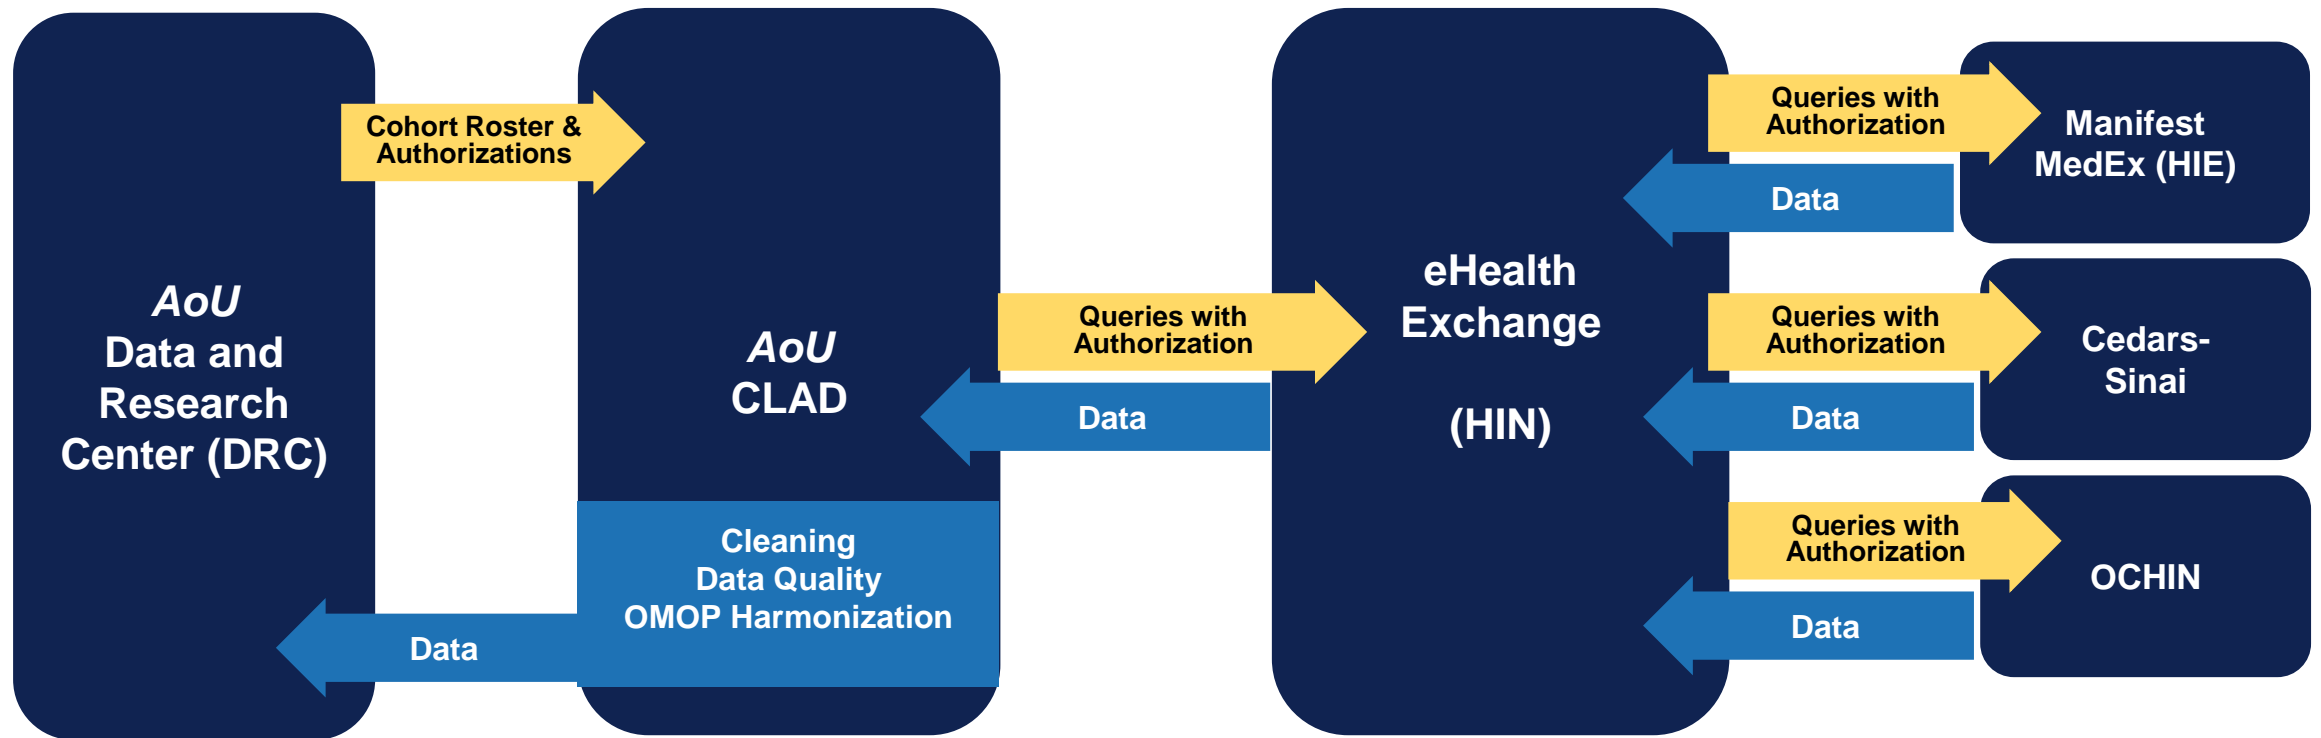 AoU
Data and
Research
Center (DRC)
Cohort Roster &
Authorizations
Data
AoU
CLAD
Cleaning
Data Quality
OMOP Harmonization
Queries with
Authorization
Data
eHealth
Exchange
(HIN)
Queries with
Authorization
Data
Manifest
MedEx (HIE)
Queries with
Authorization
Data
Cedars-
Sinai
Queries with
Authorization
Data
OCHIN